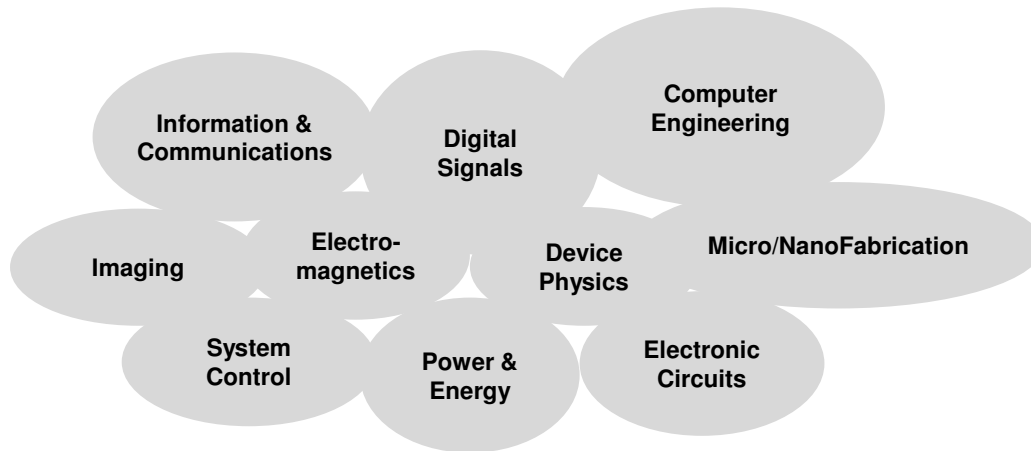 Information &
Communications
Digital
Signals
Computer
Engineering
Imaging
Electro-
magnetics
Device
Physics
Micro/NanoFabrication
System
Control
Power &
Energy
Electronic
Circuits